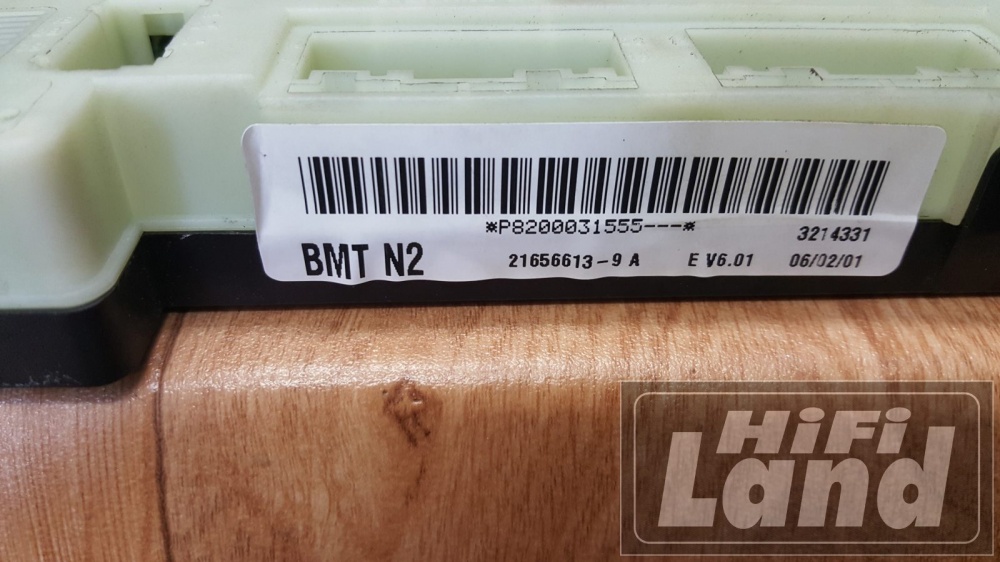 *P8200031555---*
3214331
BMT N2
21656613-9 A
E V6.01
06/02/01
HiFi
Land